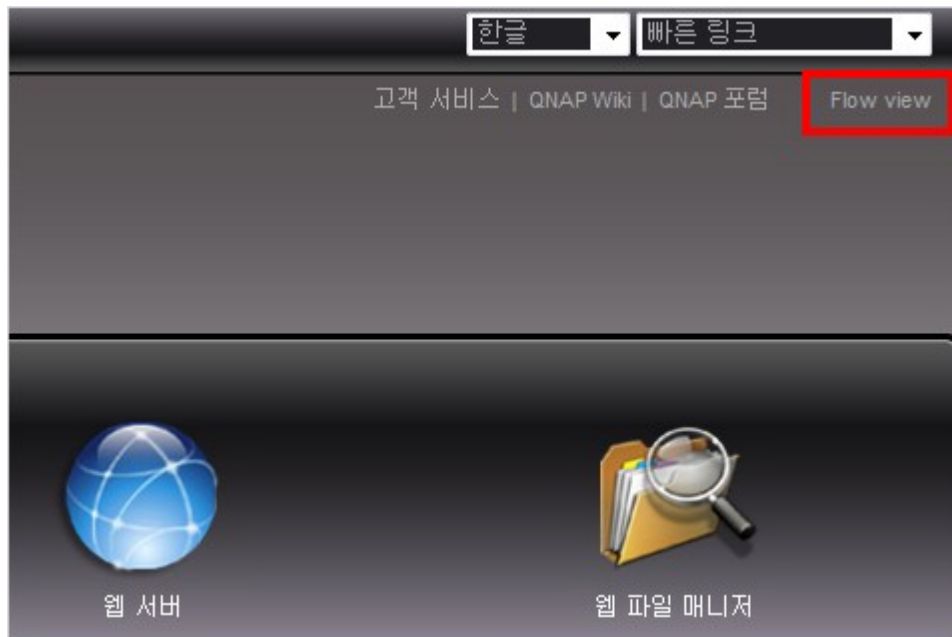 한글 빠른 링크
고객 서비스 | QNAP Wiki | QNAP 포럼 Flow view
웹 서버 웹 파일 매니저